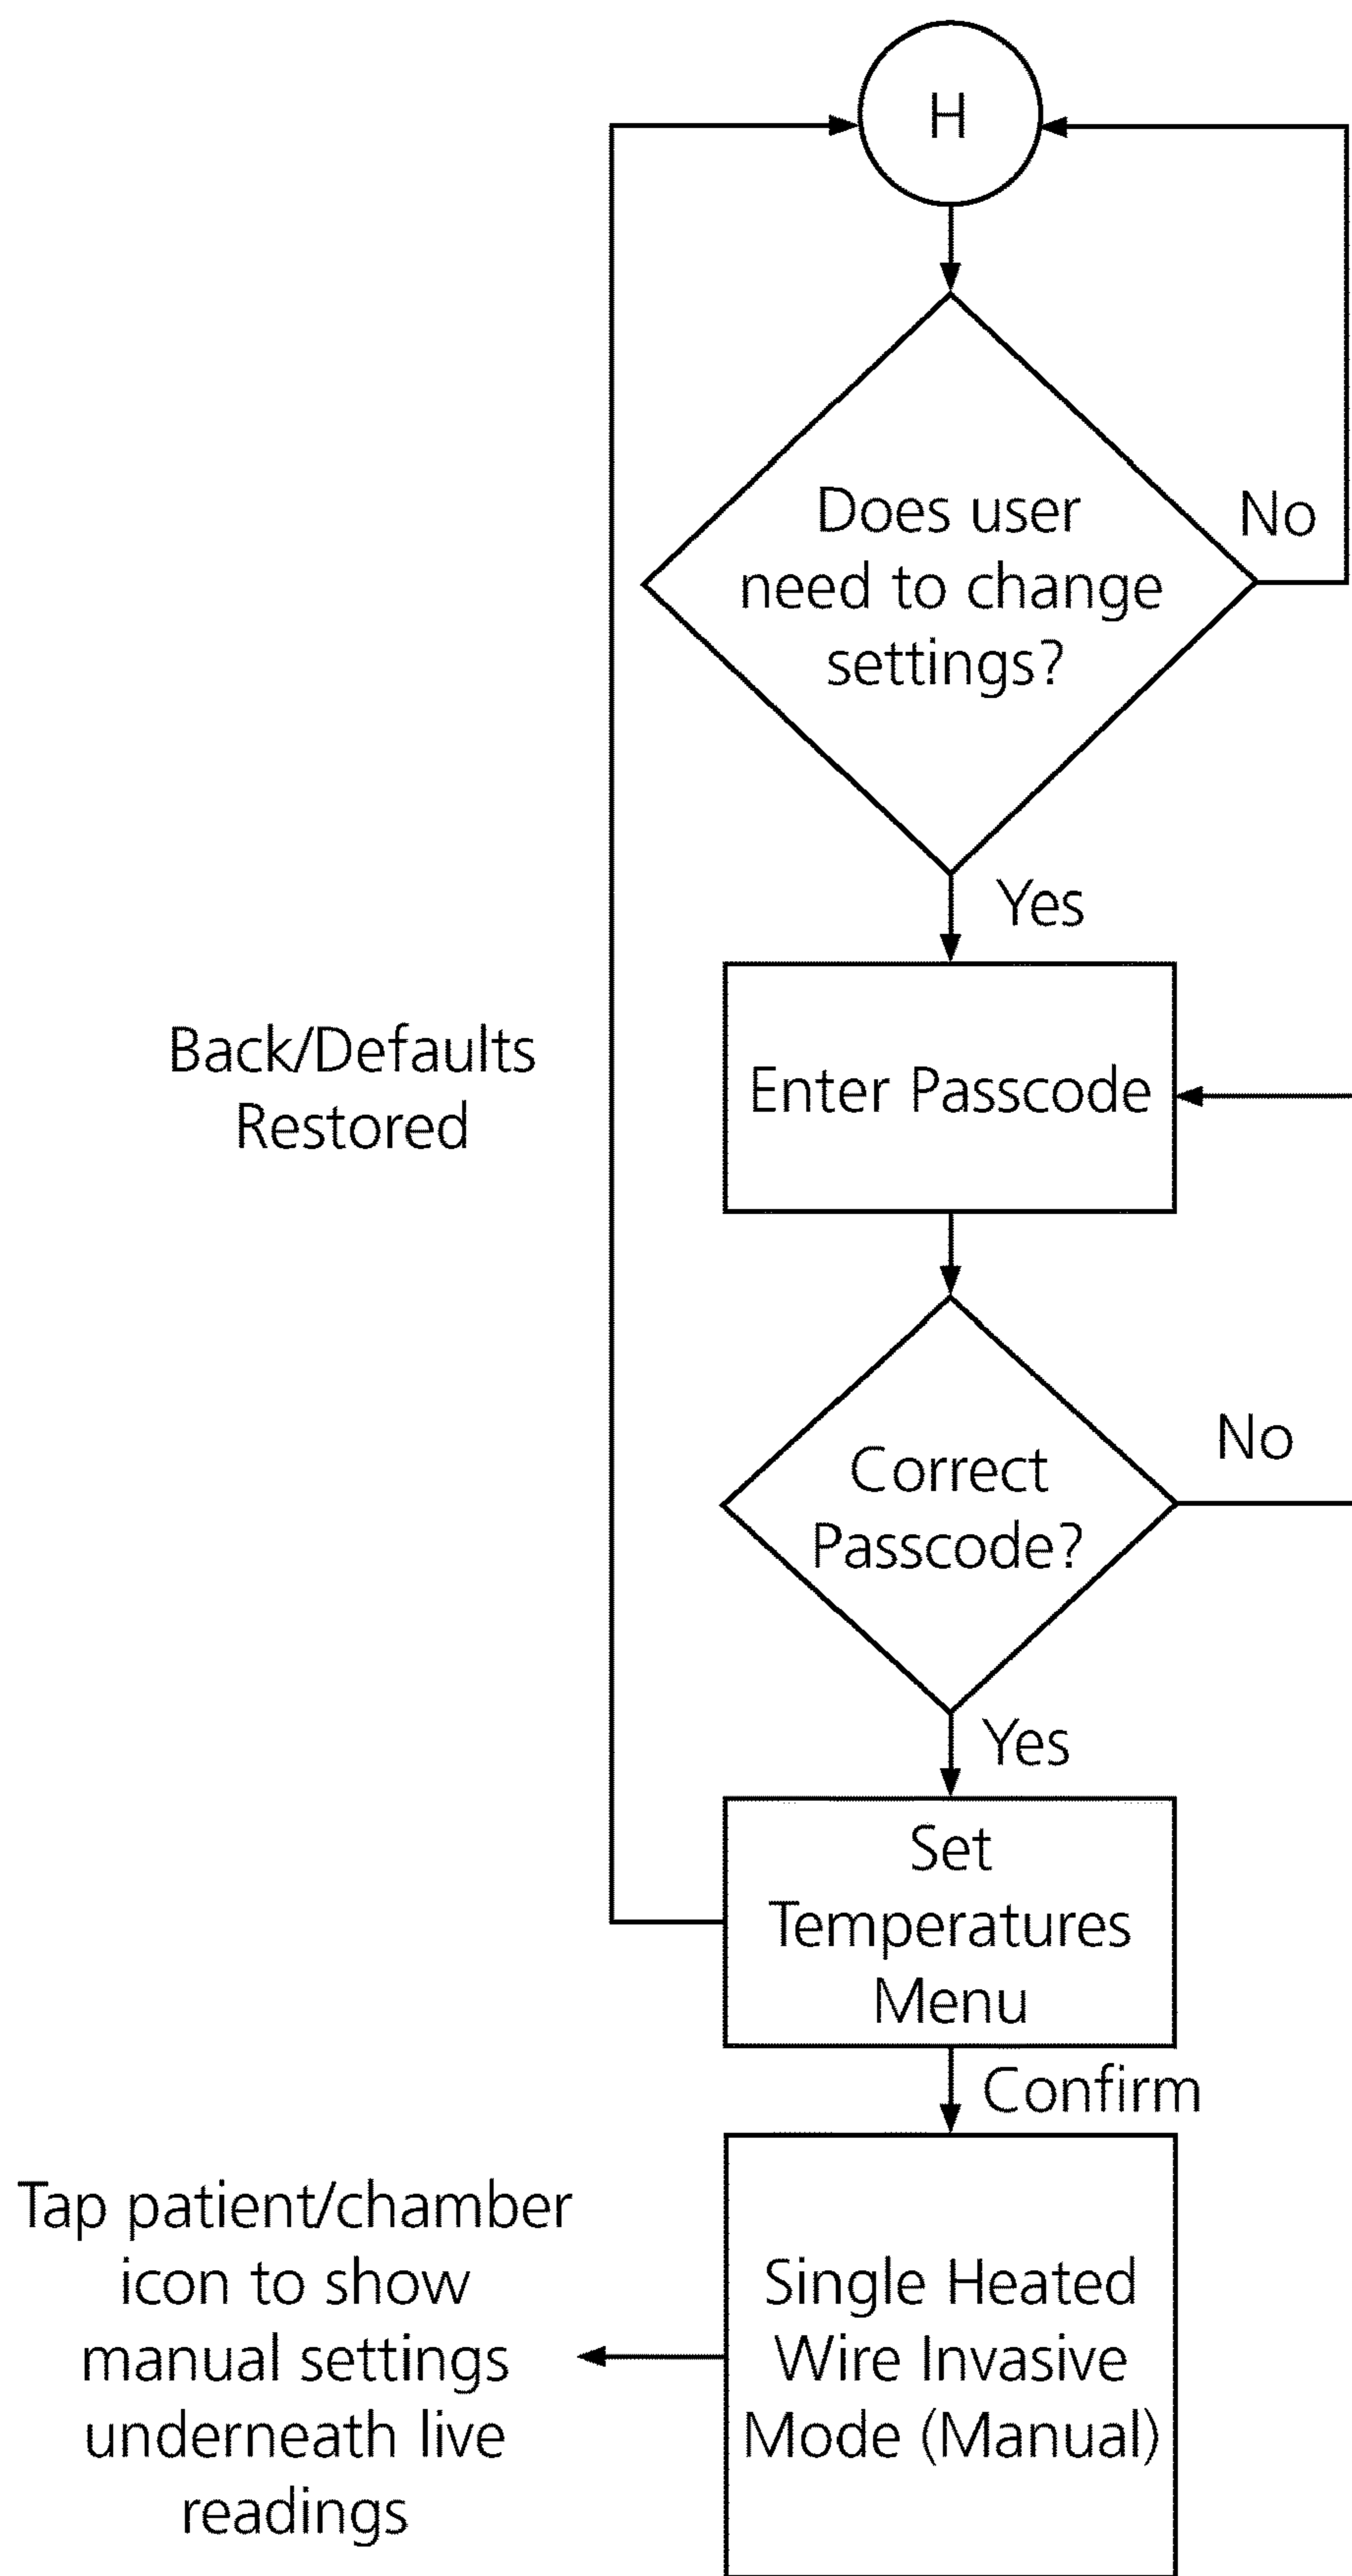 H
Does user
need to change
settings?
No
Yes
Back/Defaults
Restored
Enter Passcode
Correct
Passcode?
No
Yes
Set
Temperatures
Menu
Confirm
Tap patient/chamber
icon to show
manual settings
underneath live
readings
Single Heated
Wire Invasive
Mode (Manual)